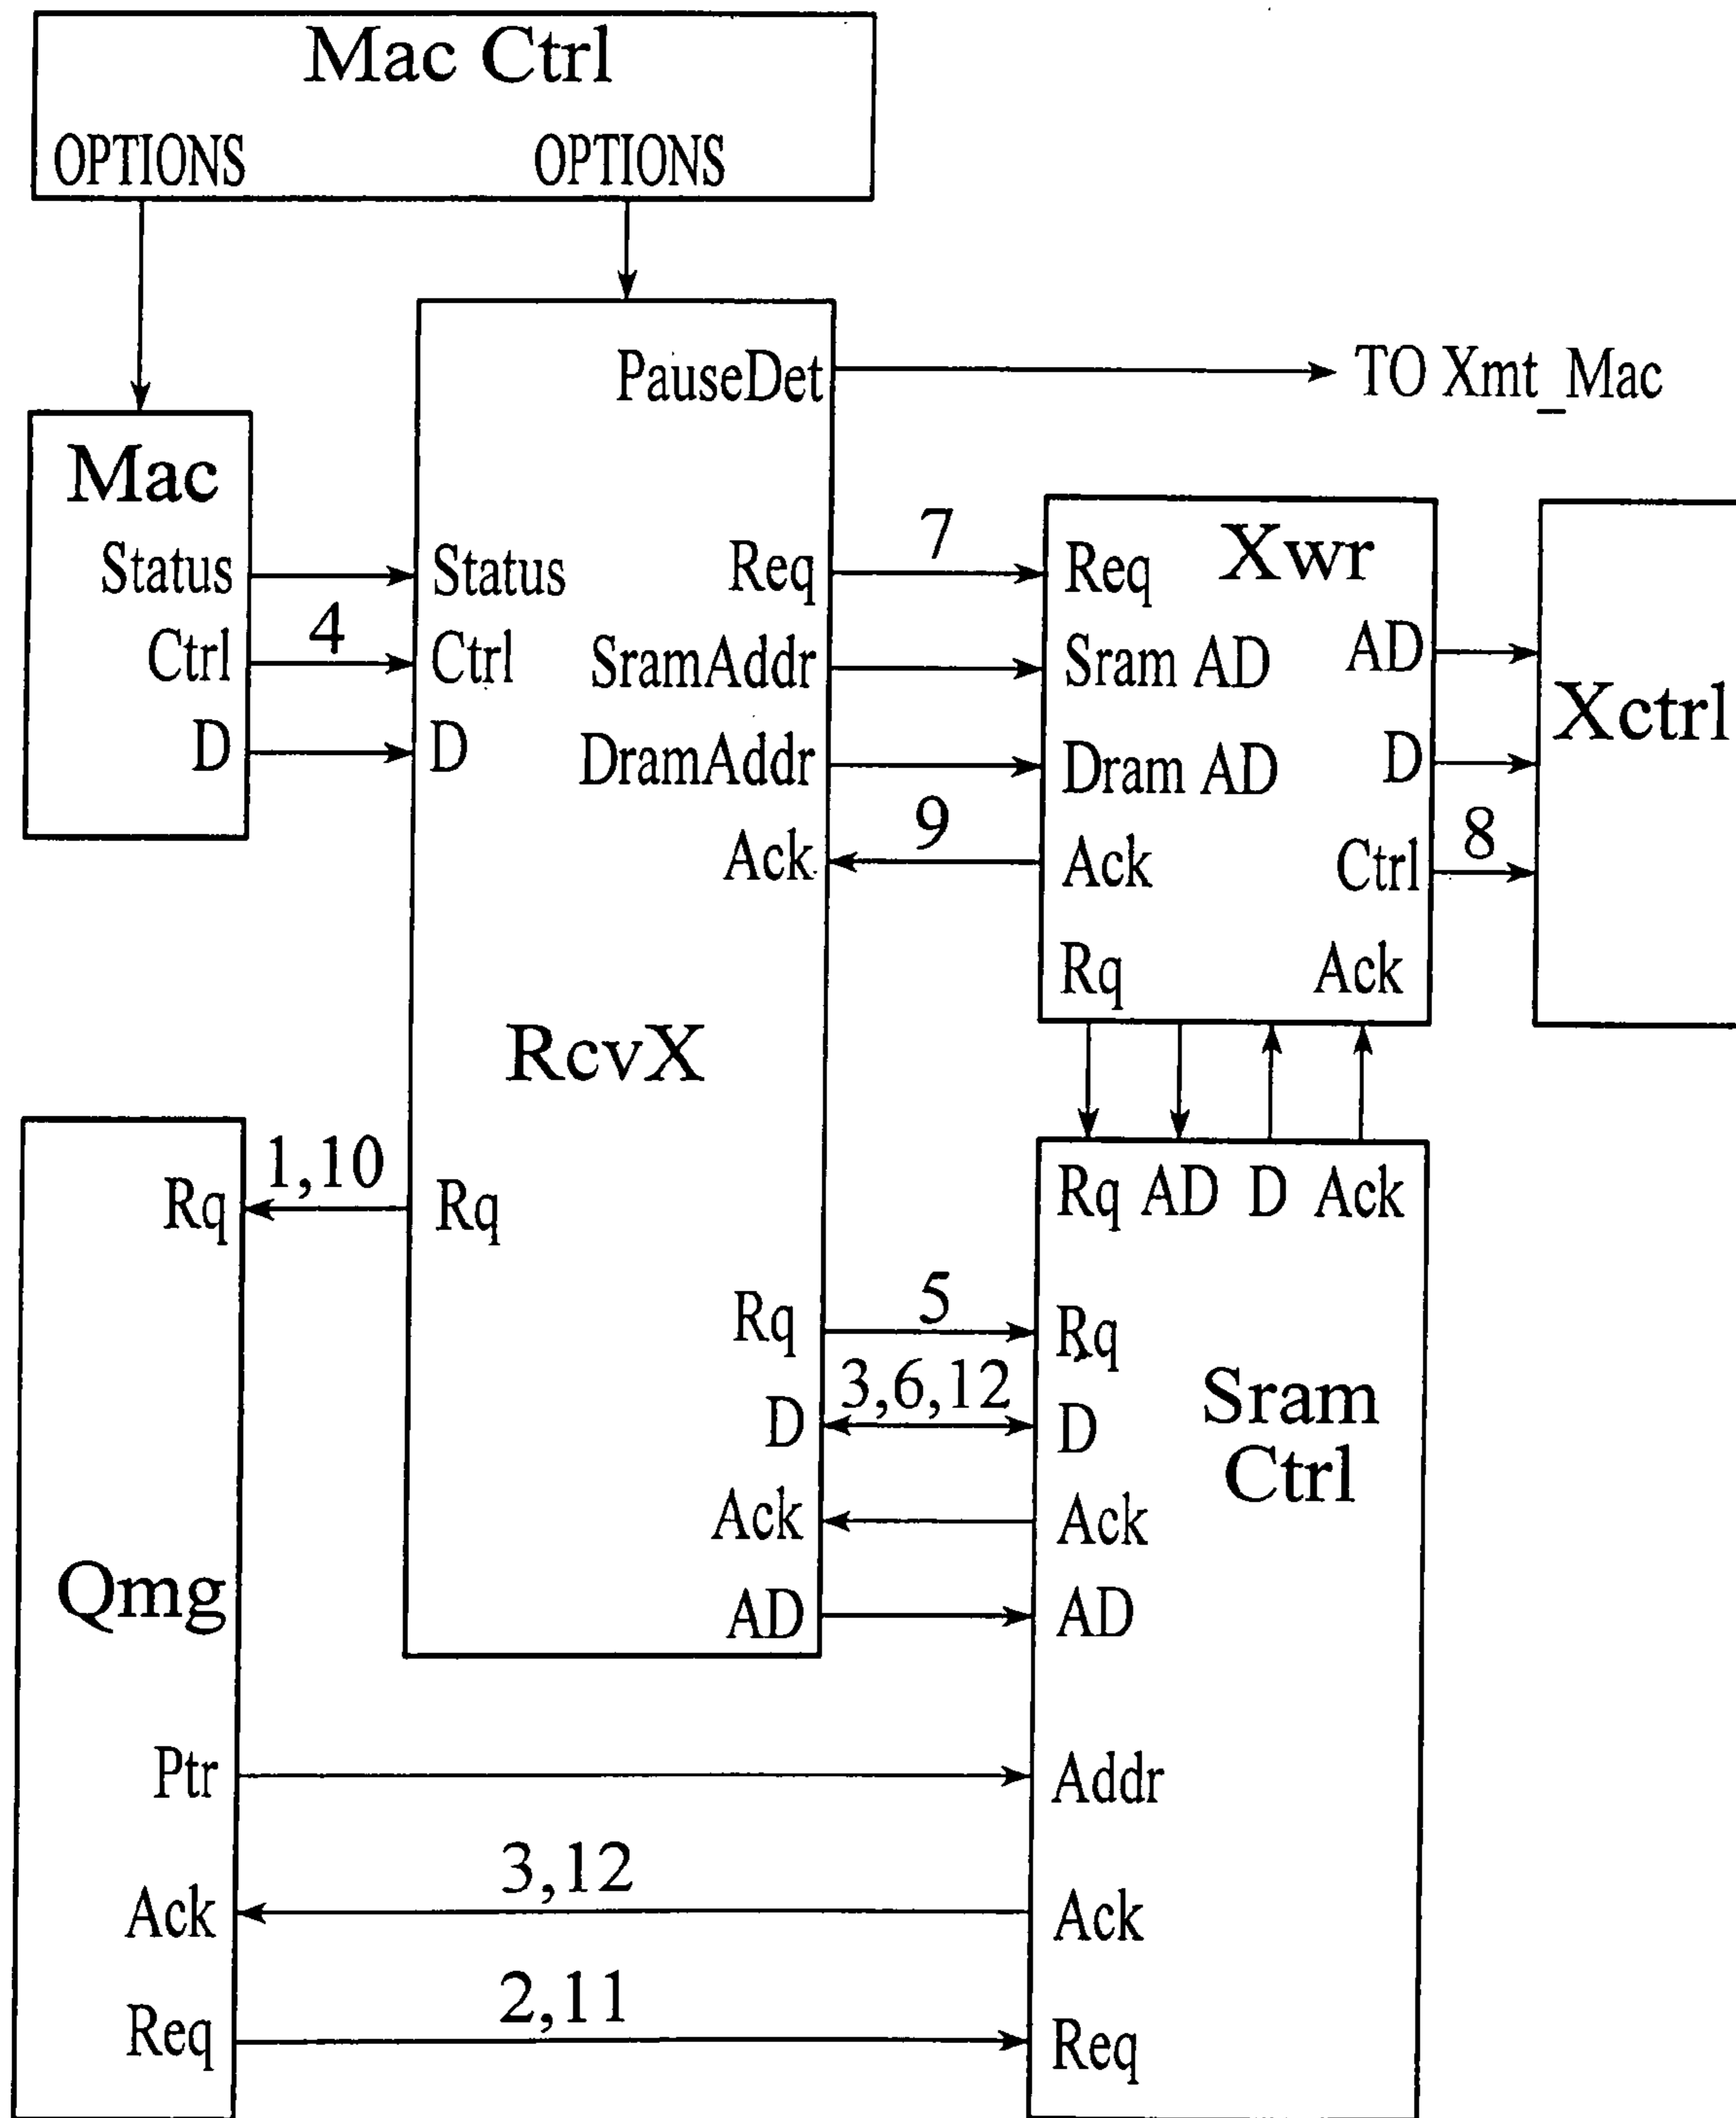 Mac Ctrl
OPTIONS OPTIONS
PauseDet
TO Xmt_Mac
Mac
Status
Ctrl
D
4
Status
Ctrl
D
Req
SramAddr
DramAddr
Ack
7
9
Xwr
Req
Sram AD
Dram AD
Ack
Rq
AD
D
Ctrl
Ack
8
Xctrl
RcvX
1,10
Rq
Rq
Rq AD D Ack
Rq
D
Ack
AD
5
3,6,12
Rq
D
Ack
AD
Sram
Ctrl
Qmg
Ptr
Addr
Ack
3,12
Ack
Req
2,11
Req